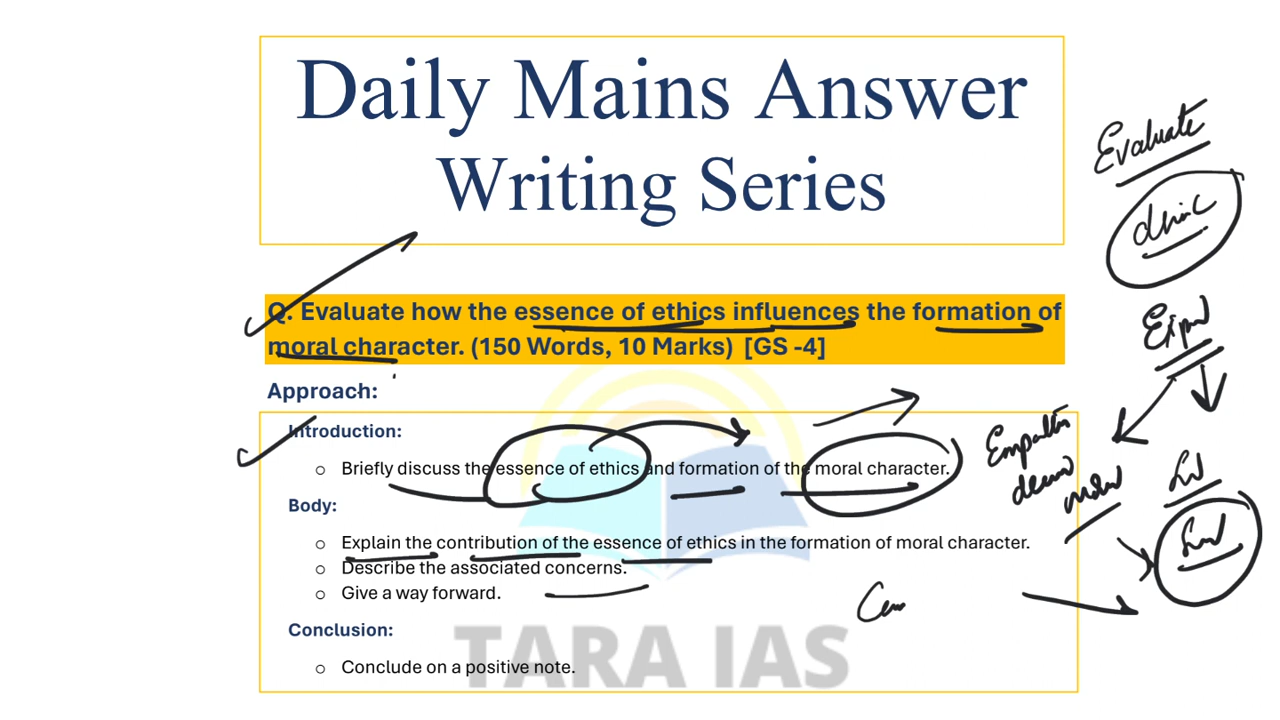 Daily Mains Answer
Writing Series
Q. Evaluate how the essence of ethics influences the formation of
moral character. (150 Words, 10 Marks) [GS -4]
Approach:
Introduction:
o Briefly discuss the essence of ethics and formation of the moral character.
Body:
o Explain the contribution of the essence of ethics in the formation of moral character.
o Describe the associated concerns.
o Give a way forward.
Conclusion:
o Conclude on a positive note.
TARA IAS
Evaluate